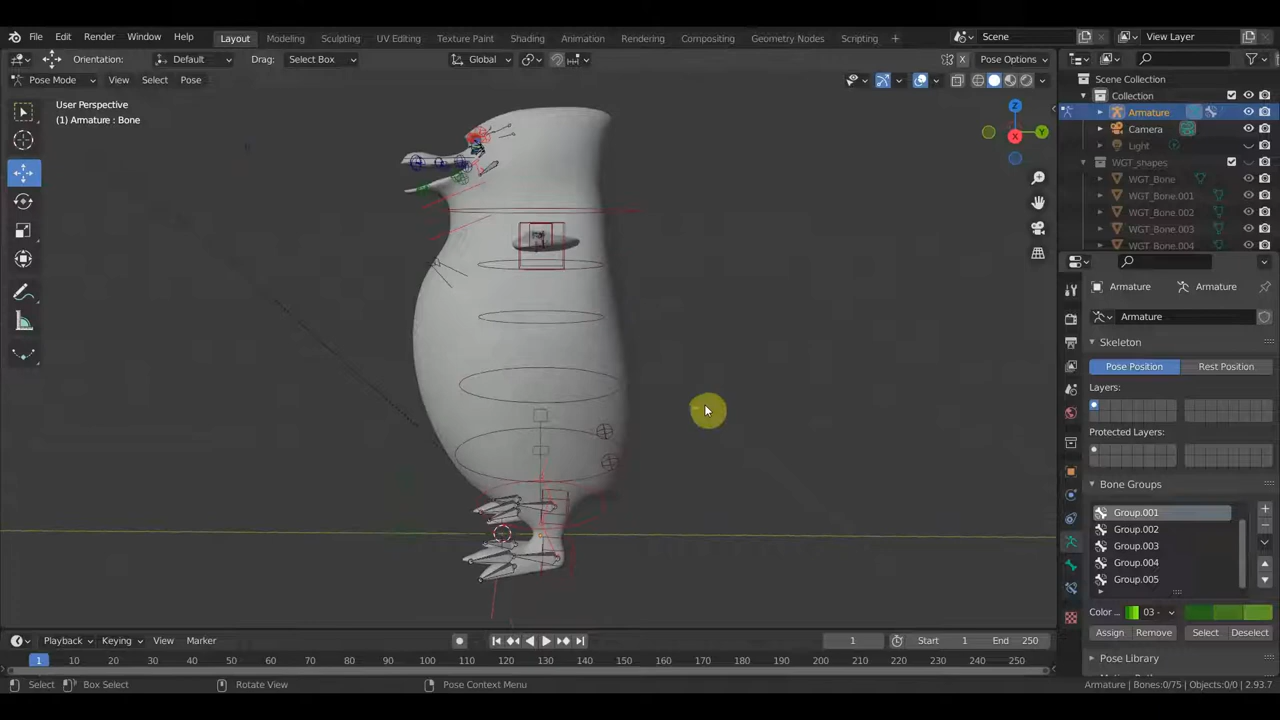 File Edit Render Window Help Layout Modeling Sculpting UV Editing Texture Paint Shading Animation Rendering Compositing Geometry Nodes Scripting + Scene View Layer
Orientation: Default Drag: Select Box Global X Pose Options
Pose Mode View Select Pose
User Perspective
(1) Armature : Bone
Z
Y
X
Scene Collection
Collection
Armature
Camera
Light
WGT_shapes
WGT_Bone
WGT_Bone.001
WGT_Bone.002
WGT_Bone.003
WGT_Bone.004
Armature Armature
Armature
Skeleton
Pose Position Rest Position
Layers:
Protected Layers:
Bone Groups
Group.001
Group.002
Group.003
Group.004
Group.005
Color ... 03 -
Assign Remove Select Deselect
Pose Library
Playback Keying View Marker 1 Start 1 End 250
1 10 20 30 40 50 60 70 80 90 100 110 120 130 140 150 160 170 180 190 200 210 220 230 240 250
Select Box Select Rotate View Pose Context Menu Armature | Bones:0/75 | Objects:0/0 | 2.93.7